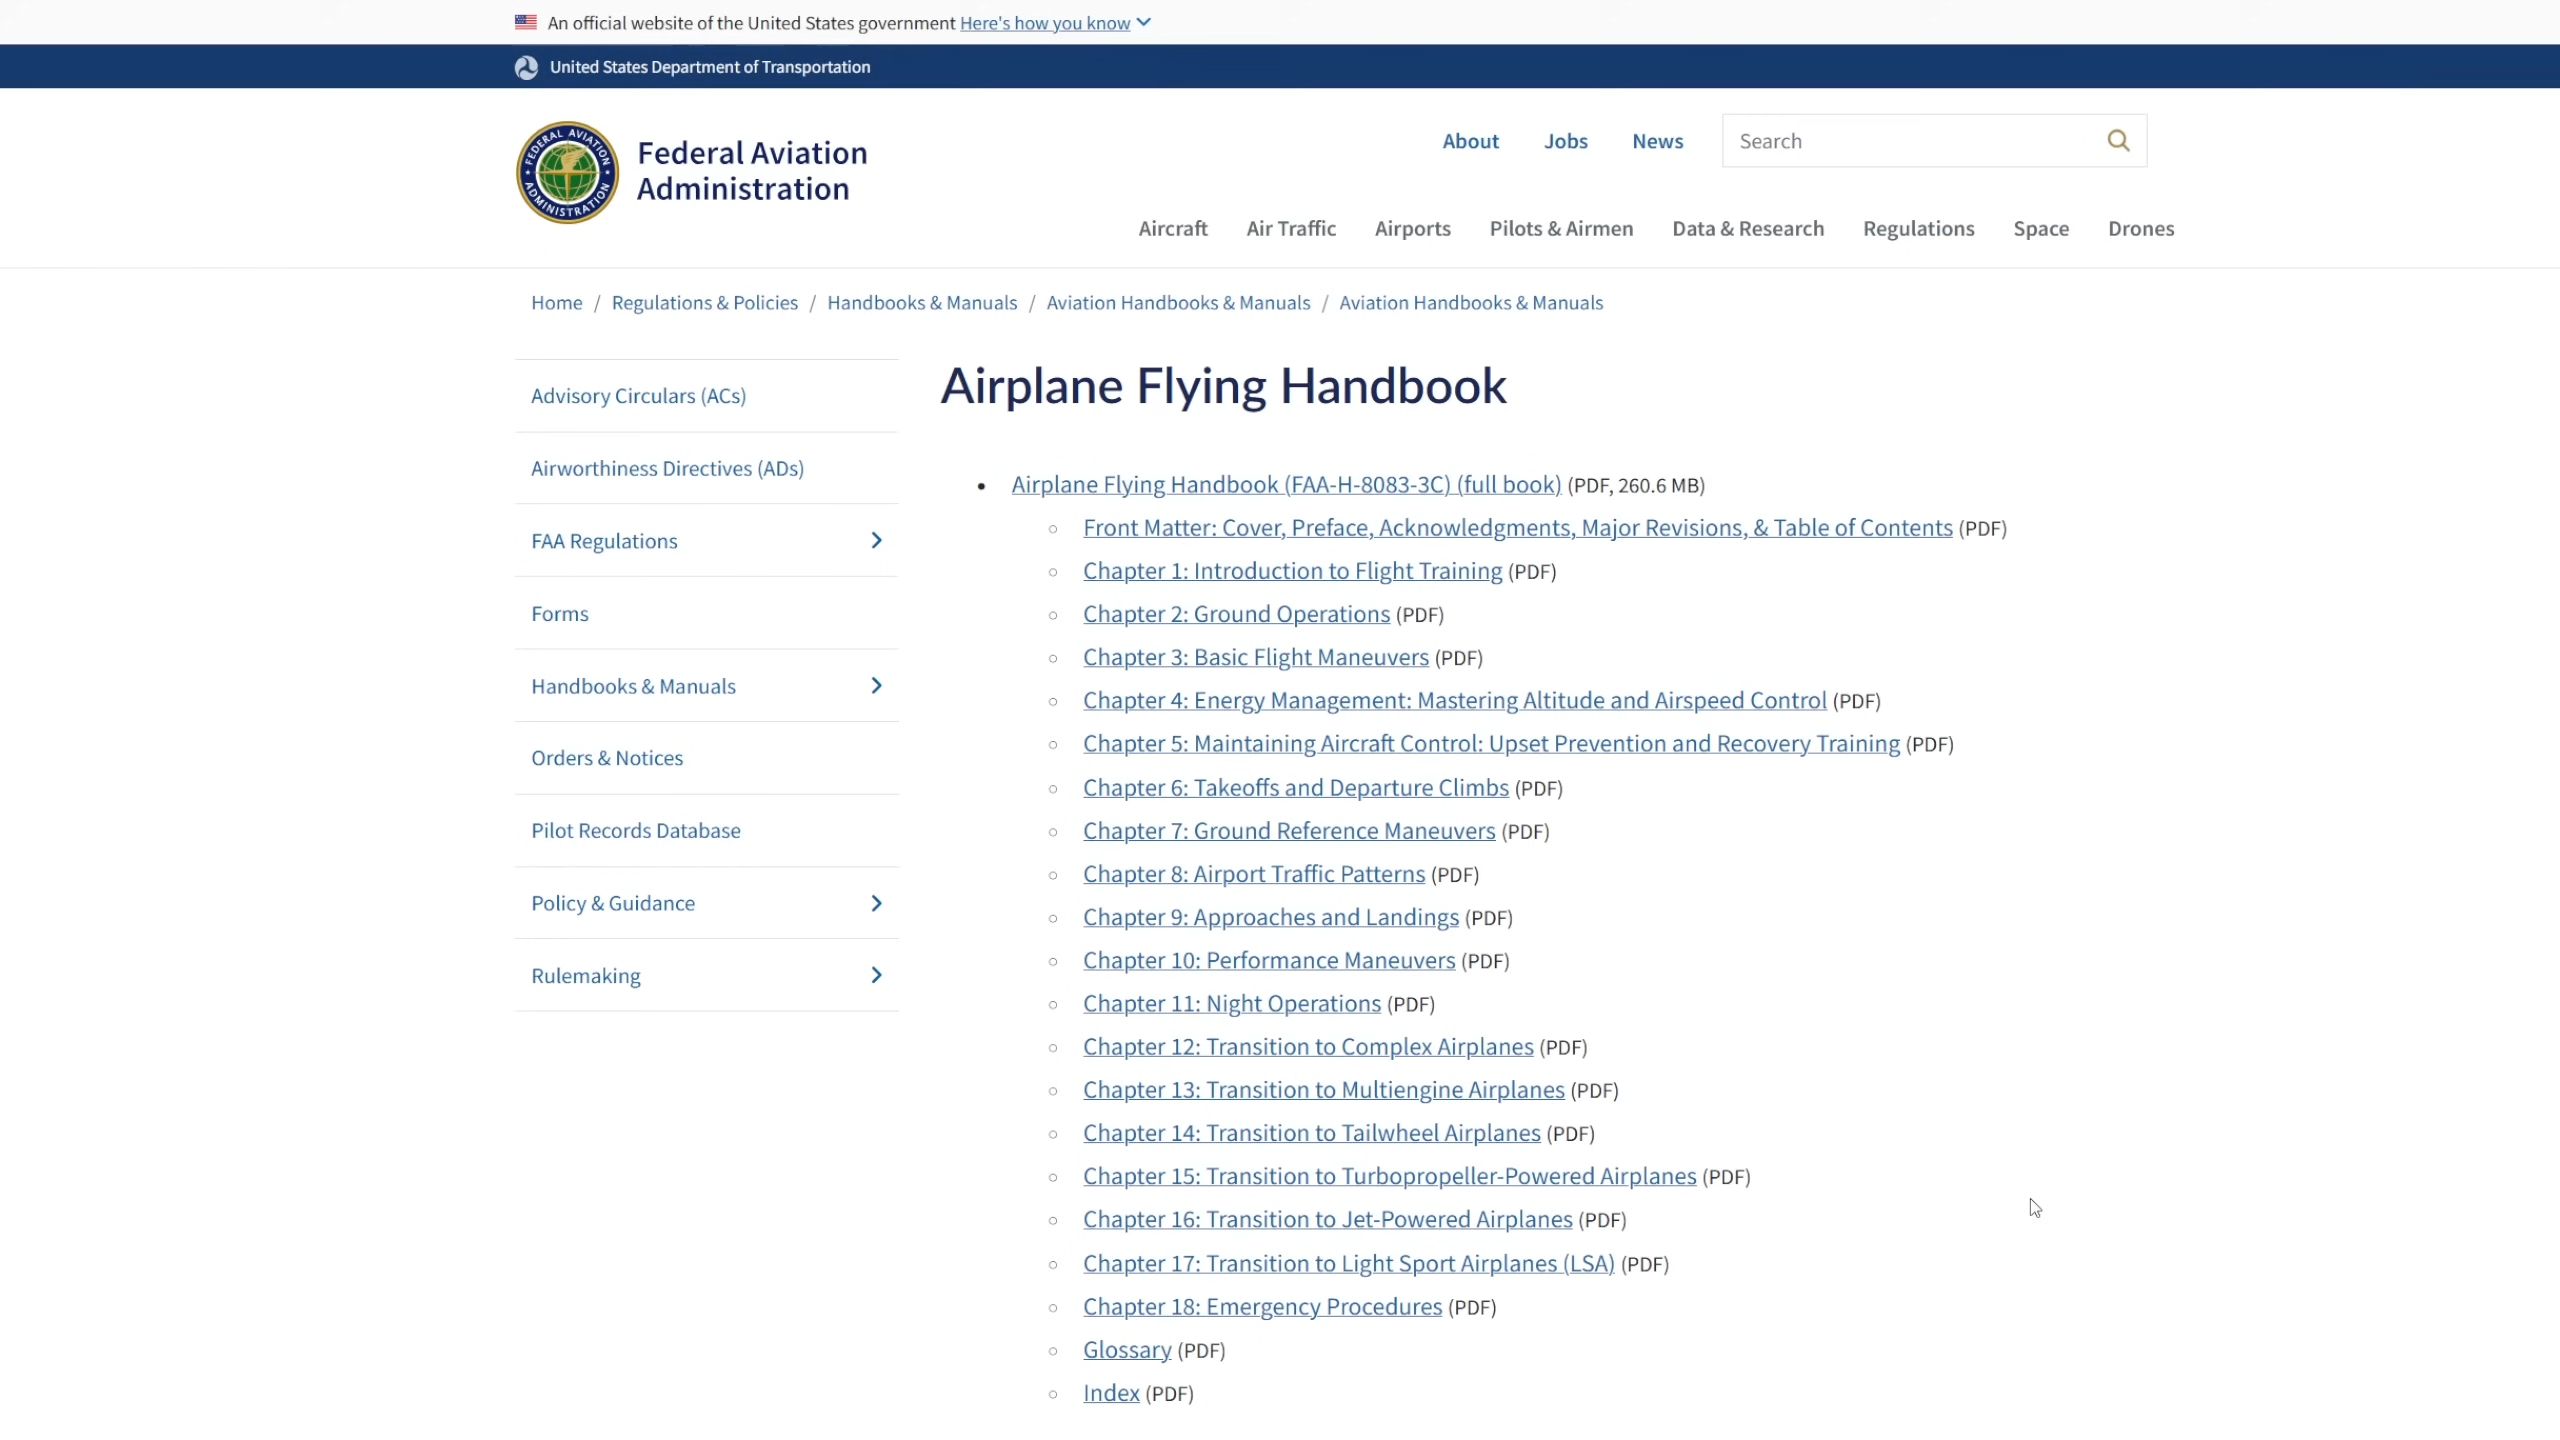 An official website of the United States government Here's how you know
United States Department of Transportation
FEDERAL AVIATION ADMINISTRATION
Federal Aviation
Administration
About Jobs News Search
Aircraft Air Traffic Airports Pilots & Airmen Data & Research Regulations Space Drones
Home / Regulations & Policies / Handbooks & Manuals / Aviation Handbooks & Manuals / Aviation Handbooks & Manuals
Advisory Circulars (ACs)
Airworthiness Directives (ADs)
FAA Regulations
Forms
Handbooks & Manuals
Orders & Notices
Pilot Records Database
Policy & Guidance
Rulemaking
Airplane Flying Handbook
Airplane Flying Handbook (FAA-H-8083-3C) (full book) (PDF, 260.6 MB)
Front Matter: Cover, Preface, Acknowledgments, Major Revisions, & Table of Contents (PDF)
Chapter 1: Introduction to Flight Training (PDF)
Chapter 2: Ground Operations (PDF)
Chapter 3: Basic Flight Maneuvers (PDF)
Chapter 4: Energy Management: Mastering Altitude and Airspeed Control (PDF)
Chapter 5: Maintaining Aircraft Control: Upset Prevention and Recovery Training (PDF)
Chapter 6: Takeoffs and Departure Climbs (PDF)
Chapter 7: Ground Reference Maneuvers (PDF)
Chapter 8: Airport Traffic Patterns (PDF)
Chapter 9: Approaches and Landings (PDF)
Chapter 10: Performance Maneuvers (PDF)
Chapter 11: Night Operations (PDF)
Chapter 12: Transition to Complex Airplanes (PDF)
Chapter 13: Transition to Multiengine Airplanes (PDF)
Chapter 14: Transition to Tailwheel Airplanes (PDF)
Chapter 15: Transition to Turbopropeller-Powered Airplanes (PDF)
Chapter 16: Transition to Jet-Powered Airplanes (PDF)
Chapter 17: Transition to Light Sport Airplanes (LSA) (PDF)
Chapter 18: Emergency Procedures (PDF)
Glossary (PDF)
Index (PDF)